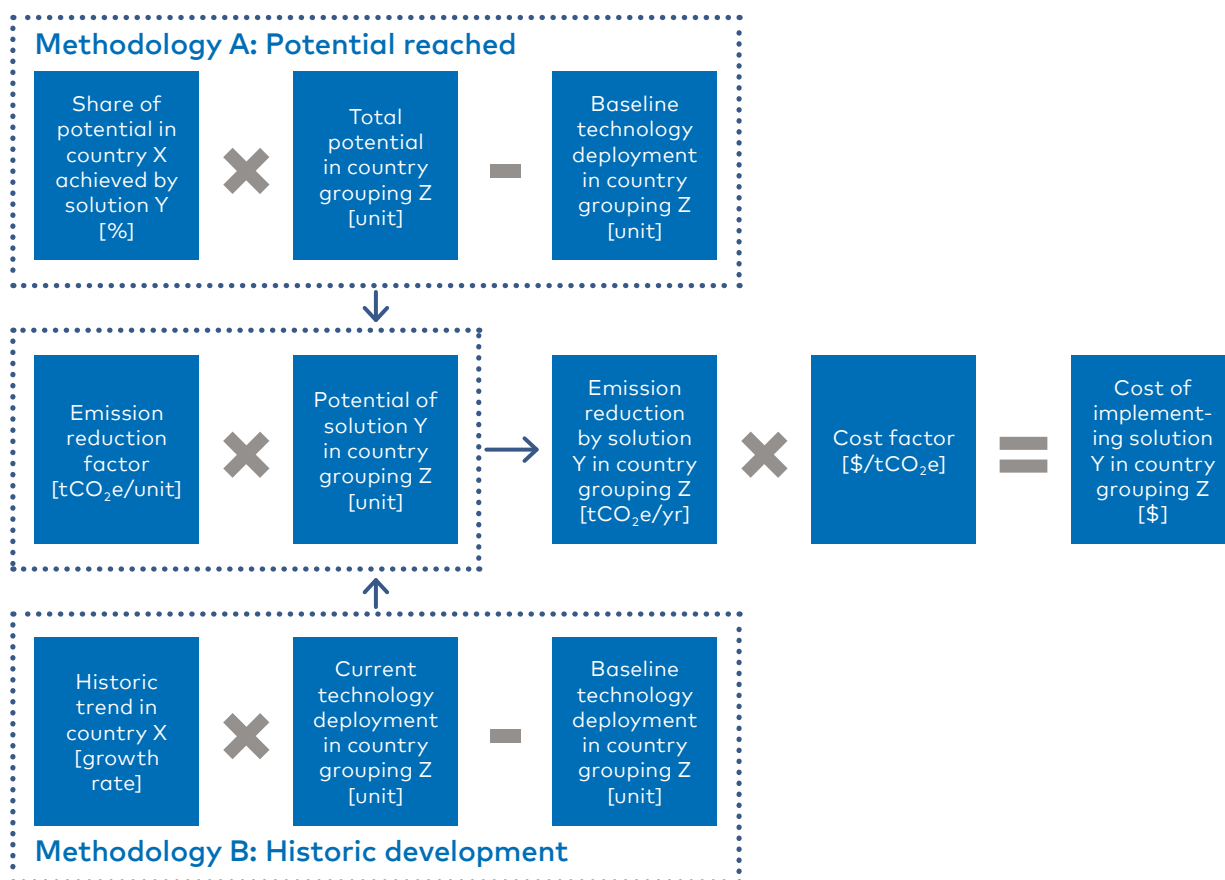 Methodology A: Potential reached
Share of
potential in
country X
achieved by
solution Y
[%]
Total
potential
in country
grouping Z
[unit]
Baseline
technology
deployment
in country
grouping Z
[unit]
Emission
reduction
factor
[tCO₂e/unit]
Potential of
solution Y
in country
grouping Z
[unit]
Emission
reduction
by solution
Y in country
grouping Z
[tCO₂e/yr]
Cost factor
[$/tCO₂e]
Cost of
implement-
ing solution
Y in country
grouping Z
[$]
Historic
trend in
country X
[growth
rate]
Current
technology
deployment
in country
grouping Z
[unit]
Baseline
technology
deployment
in country
grouping Z
[unit]
Methodology B: Historic development